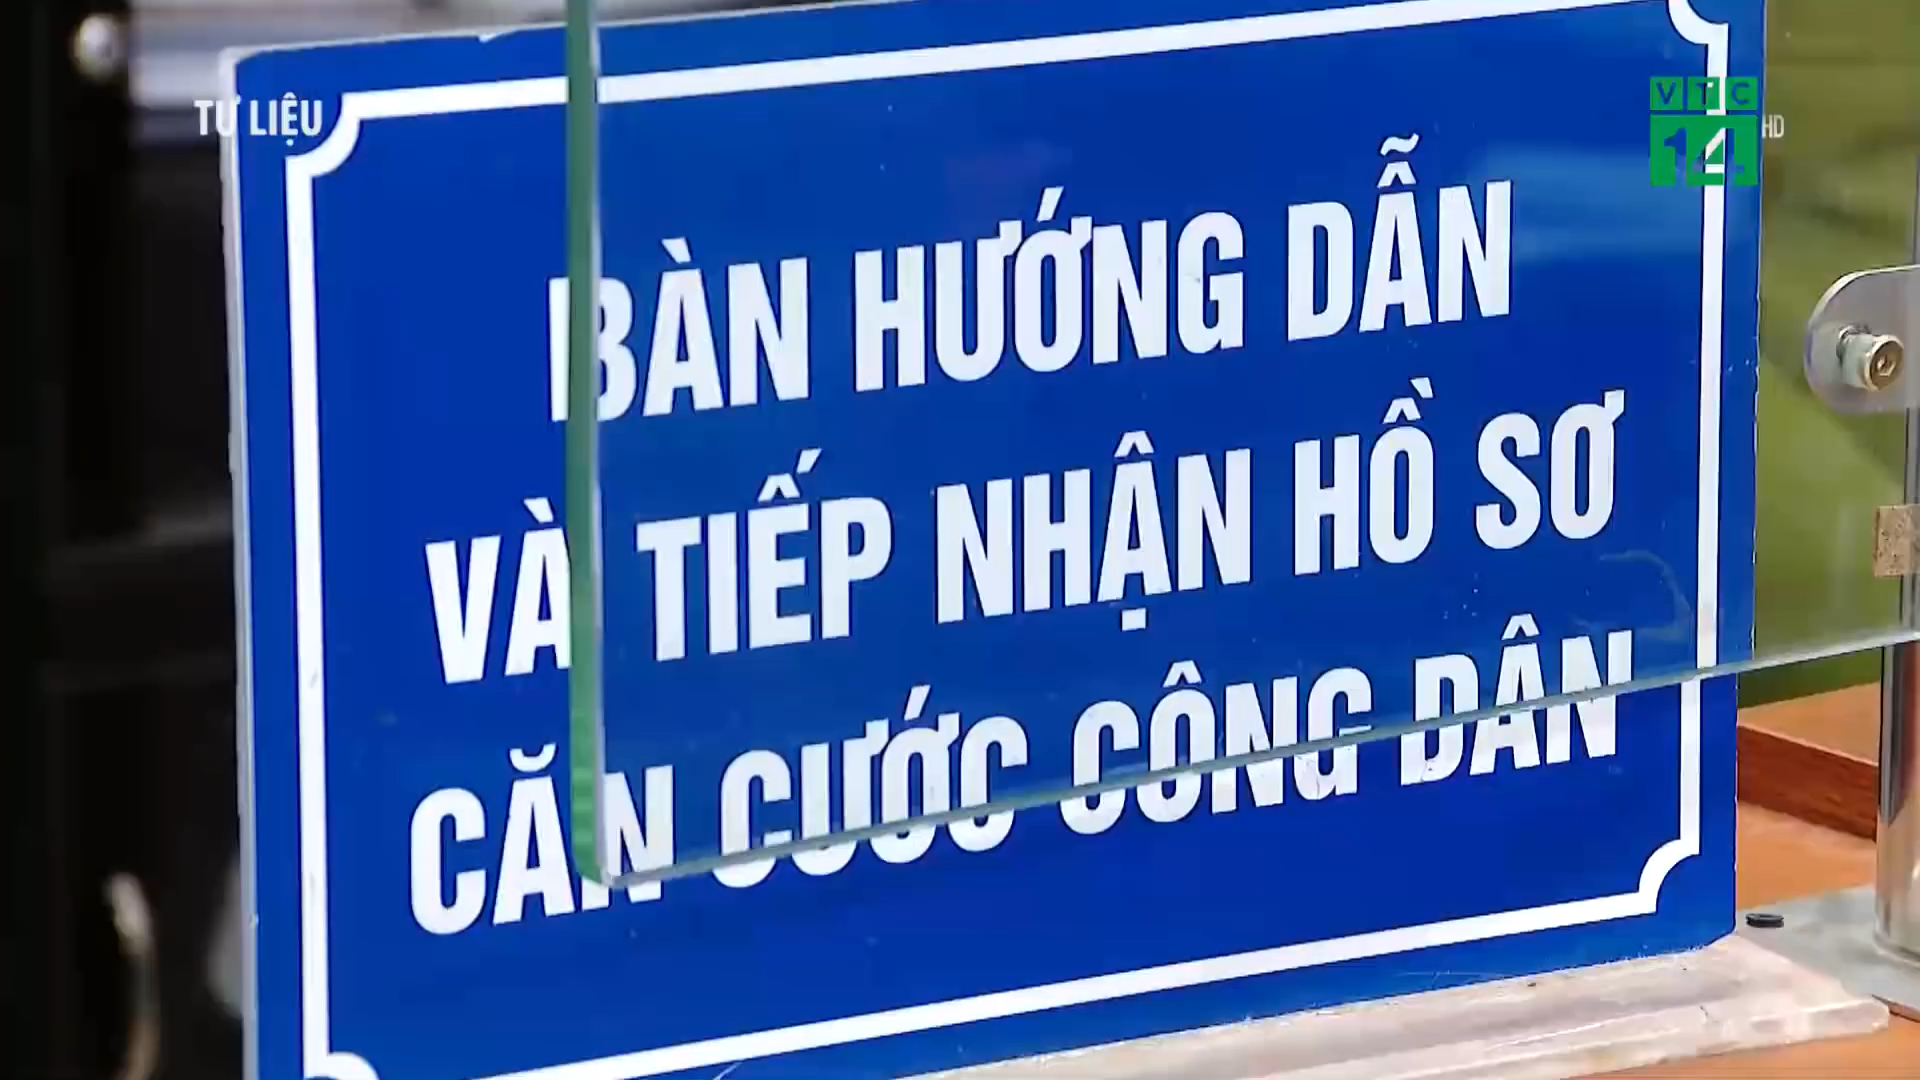 TƯ LIỆU
VTC
14 HD
BÀN HƯỚNG DẪN
VÀ TIẾP NHẬN HỒ SƠ
CĂN CƯỚC CÔNG DÂN